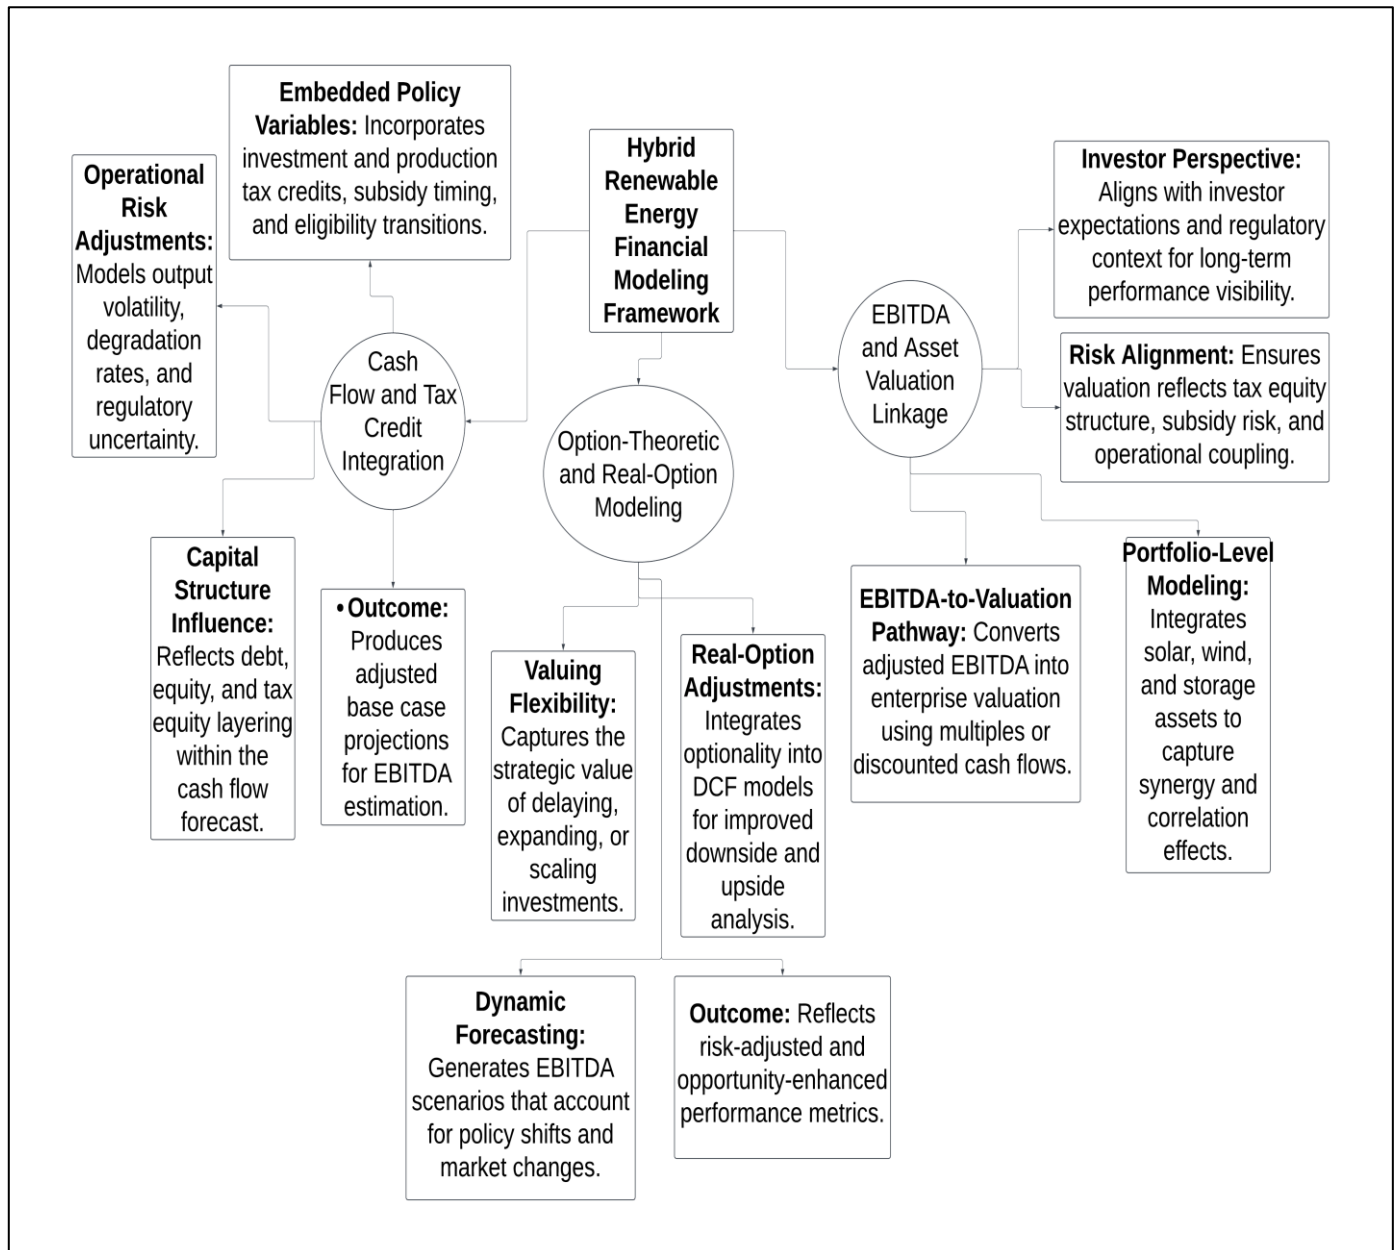 Embedded Policy
Variables: Incorporates
investment and production
tax credits, subsidy timing,
and eligibility transitions.
Hybrid
Renewable
Energy
Financial
Modeling
Framework
Investor Perspective:
Aligns with investor
expectations and regulatory
context for long-term
performance visibility.
Operational
Risk
Adjustments:
Models output
volatility,
degradation
rates, and
regulatory
uncertainty.
Cash
Flow and Tax
Credit
Integration
Option-Theoretic
and Real-Option
Modeling
EBITDA
and Asset
Valuation
Linkage
Risk Alignment: Ensures
valuation reflects tax equity
structure, subsidy risk, and
operational coupling.
Capital
Structure
Influence:
Reflects debt,
equity, and tax
equity layering
within the
cash flow
forecast.
• Outcome:
Produces
adjusted
base case
projections
for EBITDA
estimation.
Valuing
Flexibility:
Captures the
strategic value
of delaying,
expanding, or
scaling
investments.
Real-Option
Adjustments:
Integrates
optionality into
DCF models
for improved
downside and
upside
analysis.
EBITDA-to-Valuation
Pathway: Converts
adjusted EBITDA into
enterprise valuation
using multiples or
discounted cash flows.
Portfolio-Level
Modeling:
Integrates
solar, wind,
and storage
assets to
capture
synergy and
correlation
effects.
Dynamic
Forecasting:
Generates EBITDA
scenarios that account
for policy shifts and
market changes.
Outcome: Reflects
risk-adjusted and
opportunity-enhanced
performance metrics.